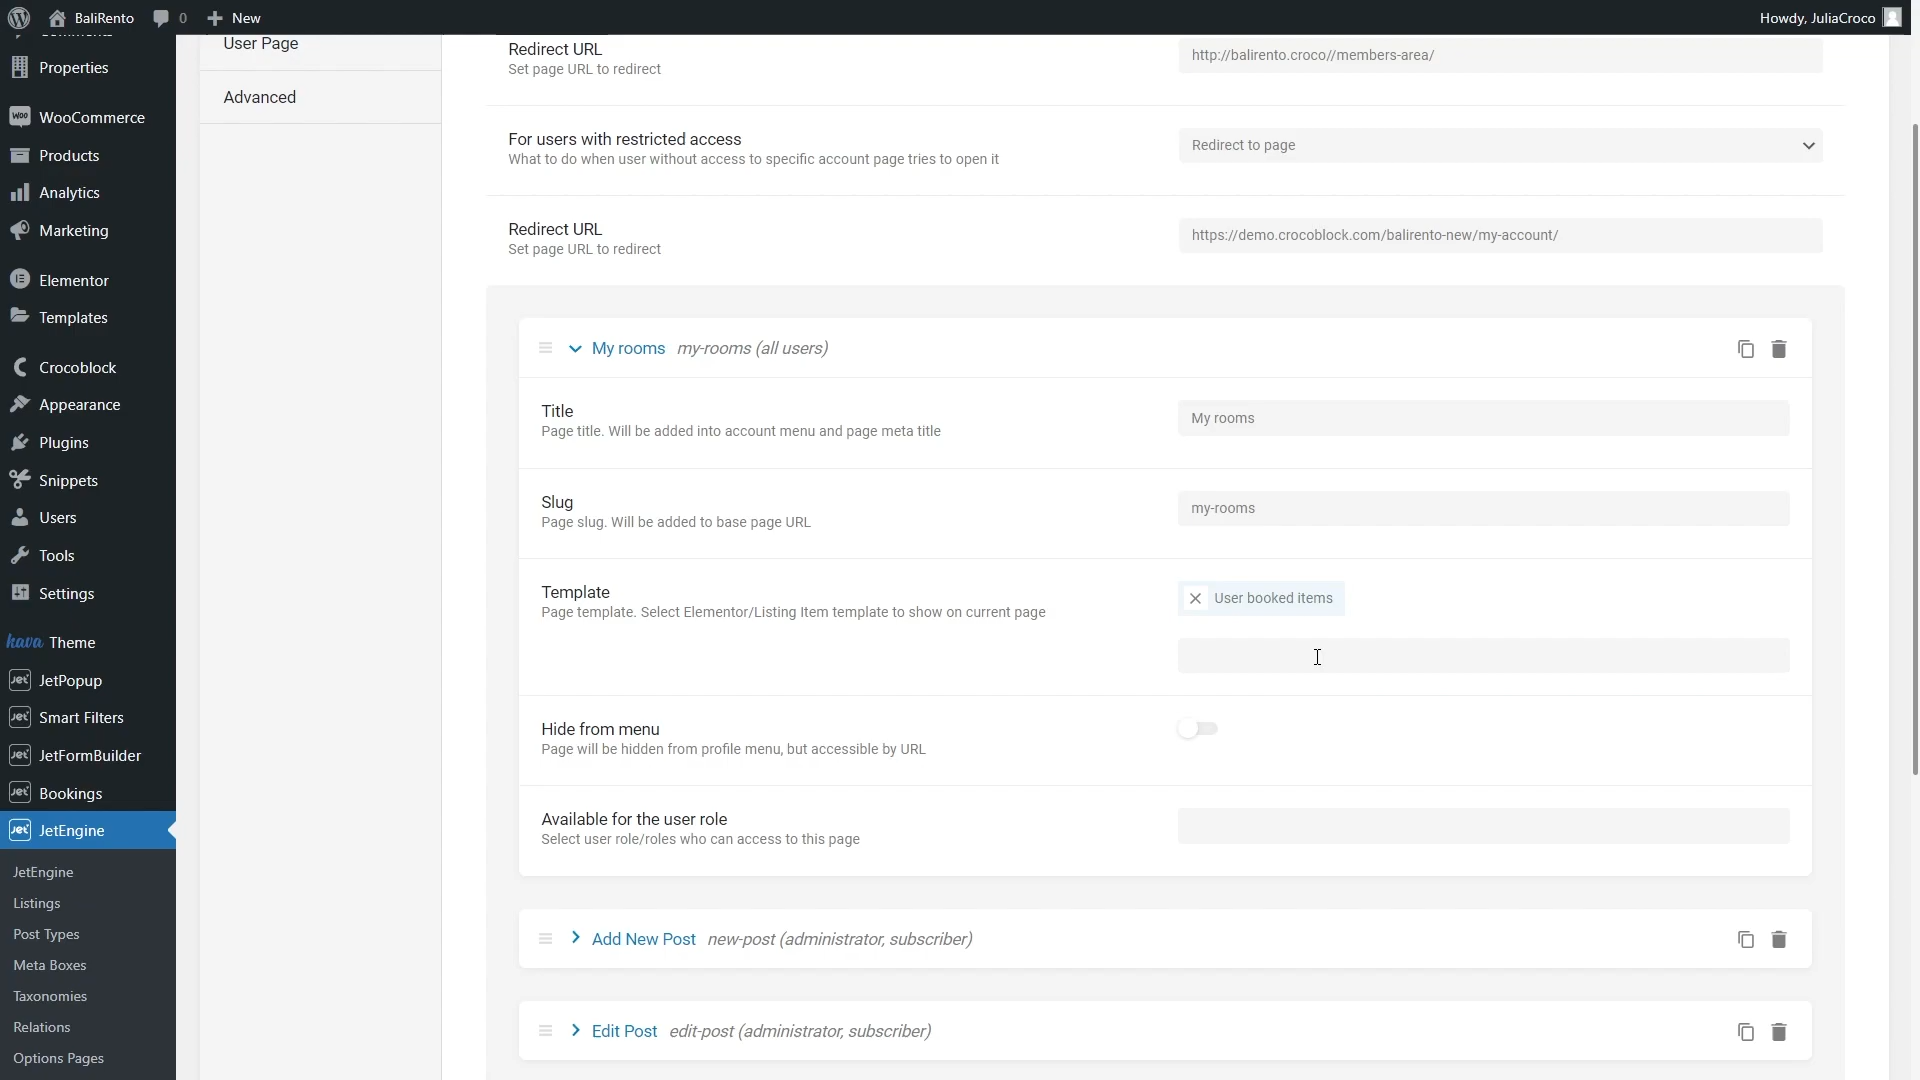 BaliRento
0
New
Howdy, JuliaCroco
Comments
Properties
WooCommerce
Products
Analytics
Marketing
Elementor
Templates
Crocoblock
Appearance
Plugins
Snippets
Users
Tools
Settings
hava Theme
JetPopup
Smart Filters
JetFormBuilder
Bookings
JetEngine
JetEngine
Listings
Post Types
Meta Boxes
Taxonomies
Relations
Options Pages
User Page
Advanced
Redirect URL
Set page URL to redirect
http://balirento.croco//members-area/
For users with restricted access
What to do when user without access to specific account page tries to open it
Redirect to page
Redirect URL
Set page URL to redirect
https://demo.crocoblock.com/balirento-new/my-account/
My rooms my-rooms (all users)
Title
Page title. Will be added into account menu and page meta title
My rooms
Slug
Page slug. Will be added to base page URL
my-rooms
Template
Page template. Select Elementor/Listing Item template to show on current page
User booked items
Hide from menu
Page will be hidden from profile menu, but accessible by URL
Available for the user role
Select user role/roles who can access to this page
Add New Post new-post (administrator, subscriber)
Edit Post edit-post (administrator, subscriber)